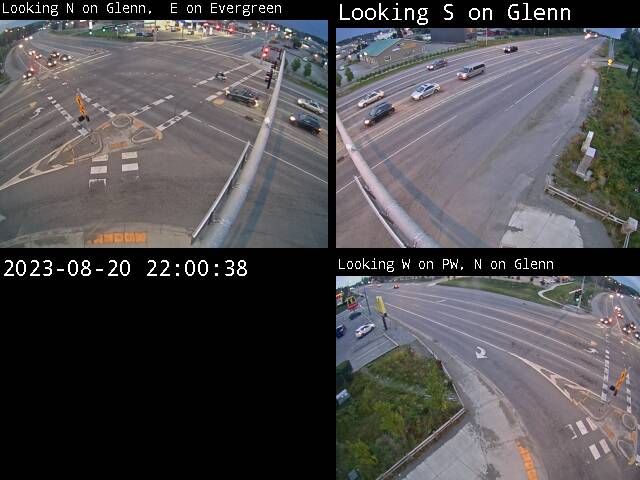 Looking N on Glenn,  E on Evergreen
Looking S on Glenn
2023-08-20 22:00:38
Looking W on PW, N on Glenn